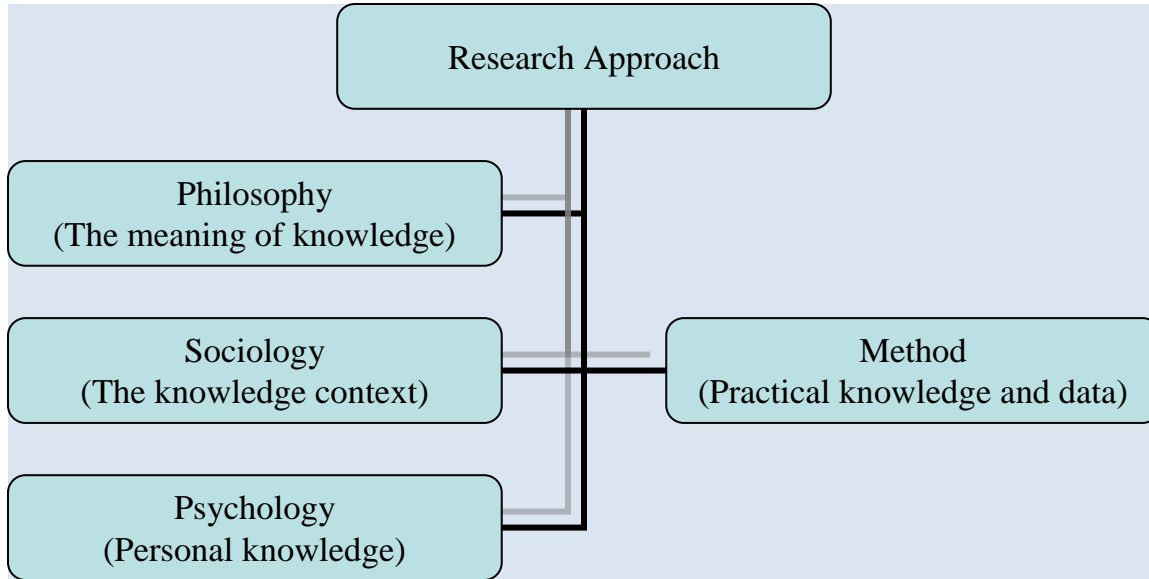 Research Approach
Philosophy
(The meaning of knowledge)
Sociology
(The knowledge context)
Method
(Practical knowledge and data)
Psychology
(Personal knowledge)